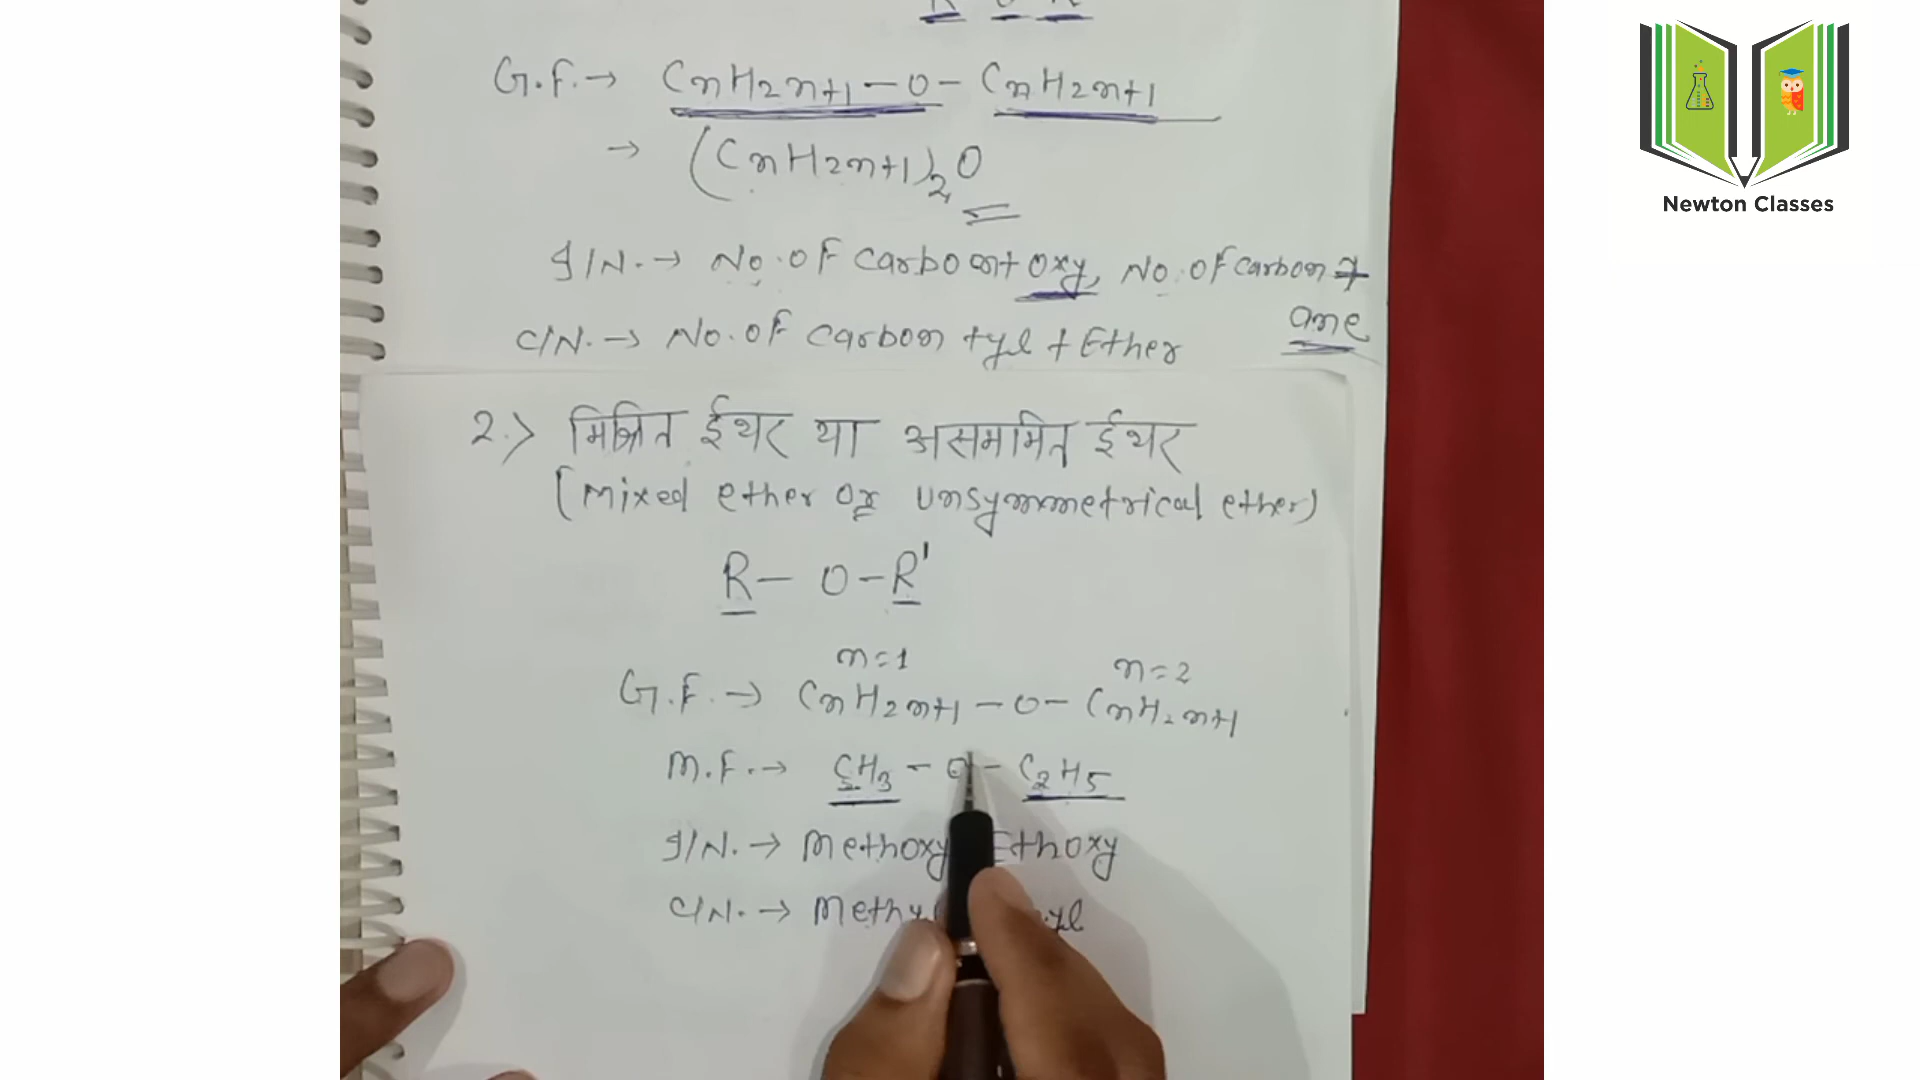 G.F. → CnH2n+1 - O - CnH2n+1
→ (CnH2n+1)2O
I/N. → No. of carbon + oxy, No. of carbon +
ane
C/N. → No. of carbon + yl + Ether
2.> मिश्रित ईथर या असममित ईथर
(Mixed ether or unsymmetrical ether)
R - O - R'
n=1 n=2
G.F. → CnH2n+1 - O - CnH2n+1
M.F. → CH3 - O - C2H5
I/N. → Methoxy Ethoxy
C/N. →
Newton Classes